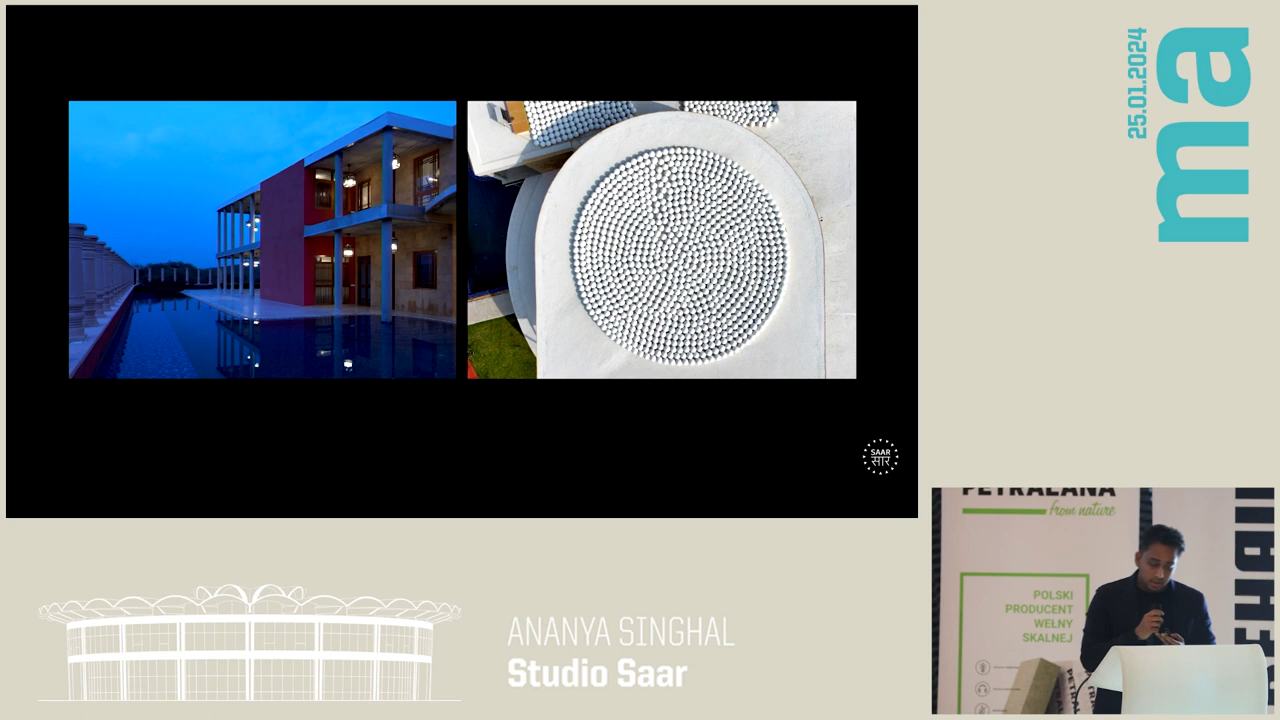 25.01.2024
ma
SAAR
सार
ANANYA SINGHAL
Studio Saar
PETRALANA
from nature
POLSKI
PRODUCENT
WEŁNY
SKALNEJ